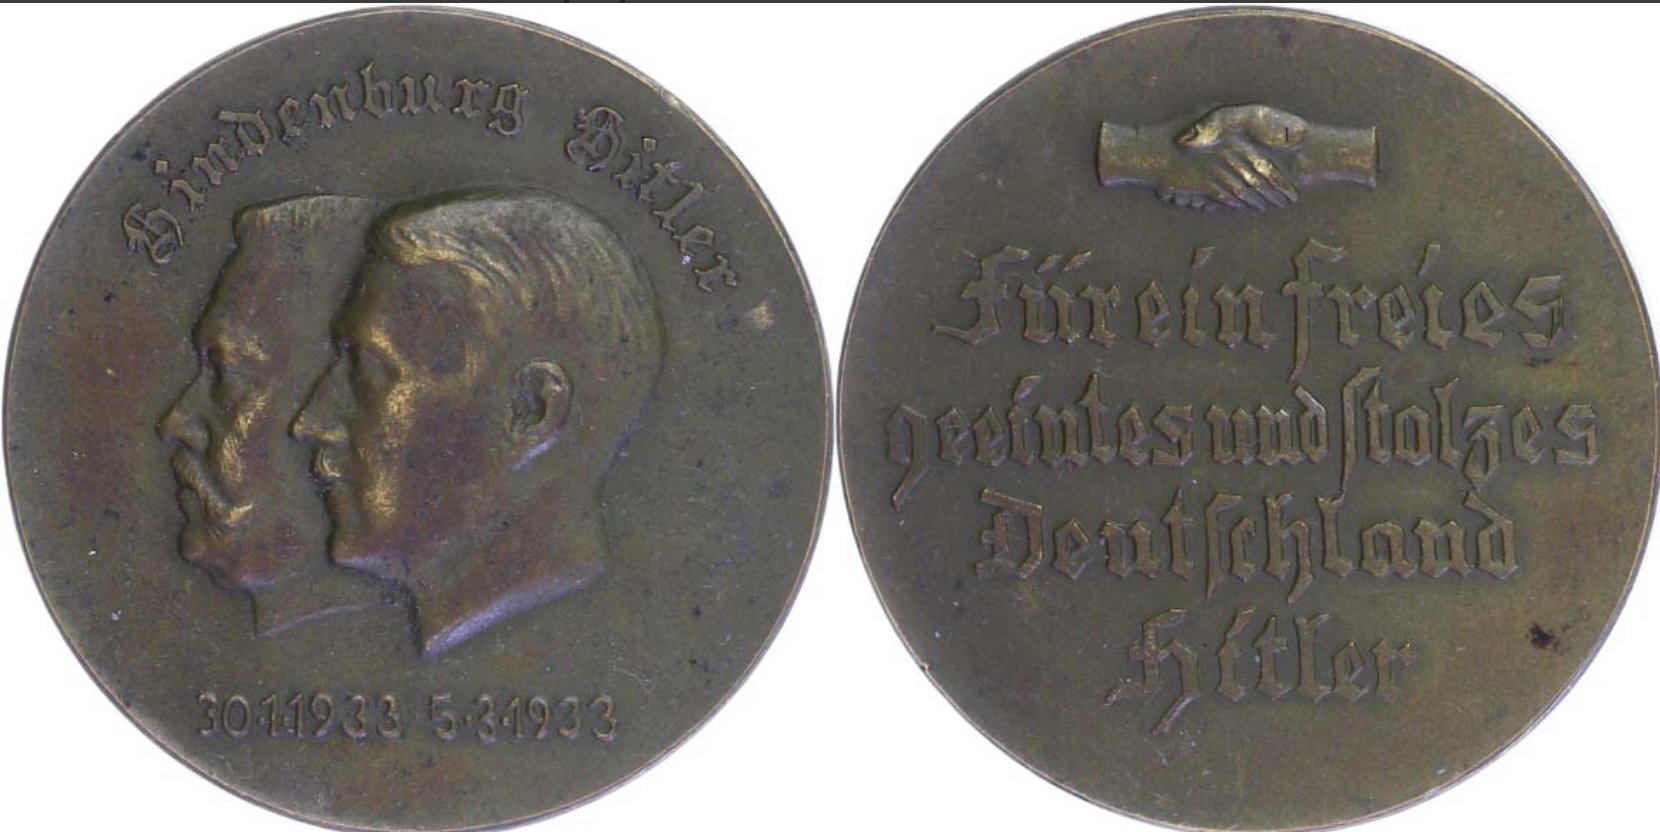 Hindenburg Hitler
30·1·1933 5·3·1933
Für ein freies
geeintes und stolzes
Deutschland
Hitler